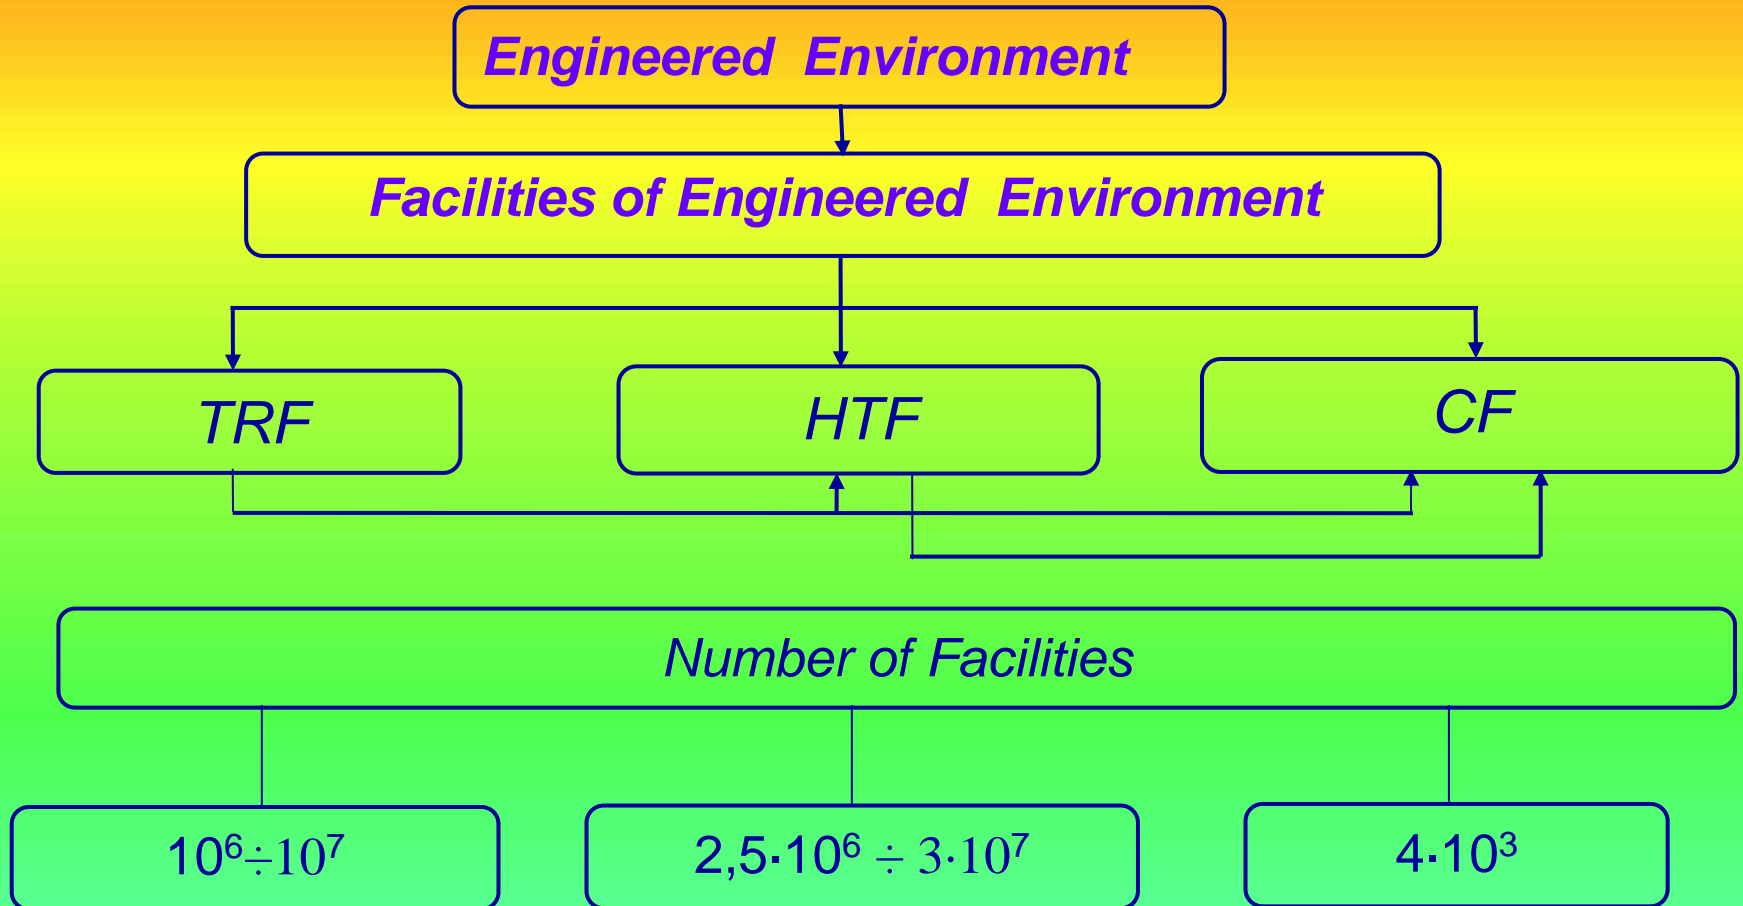 Engineered Environment
Facilities of Engineered Environment
TRF
HTF
CF
Number of Facilities
10⁶÷10⁷
2,5·10⁶ ÷ 3·10⁷
4·10³